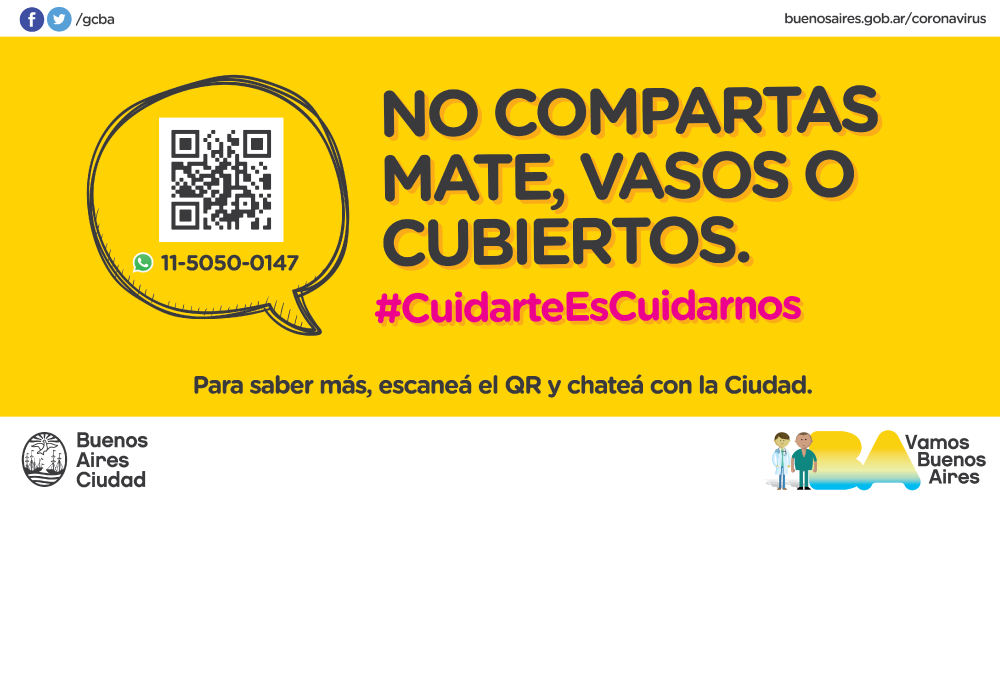 /gcba
buenosaires.gob.ar/coronavirus
NO COMPARTAS
MATE, VASOS O
CUBIERTOS.
11-5050-0147
#CuidarteEsCuidarnos
Para saber más, escaneá el QR y chateá con la Ciudad.
Buenos
Aires
Ciudad
BA
Vamos
Buenos
Aires